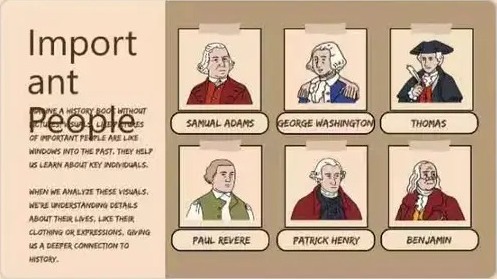 Import
ant
People
IMAGINE A HISTORY BOOK WITHOUT
OF IMPORTANT PEOPLE ARE LIKE
WINDOWS INTO THE PAST. THEY HELP
US LEARN ABOUT KEY INDIVIDUALS.
WHEN WE ANALYZE THESE VISUALS,
WE'RE UNDERSTANDING DETAILS
ABOUT THEIR LIVES, LIKE THEIR
CLOTHING OR EXPRESSIONS, GIVING
US A DEEPER CONNECTION TO
HISTORY.
SAMUEL ADAMS
GEORGE WASHINGTON
THOMAS
PAUL REVERE
PATRICK HENRY
BENJAMIN